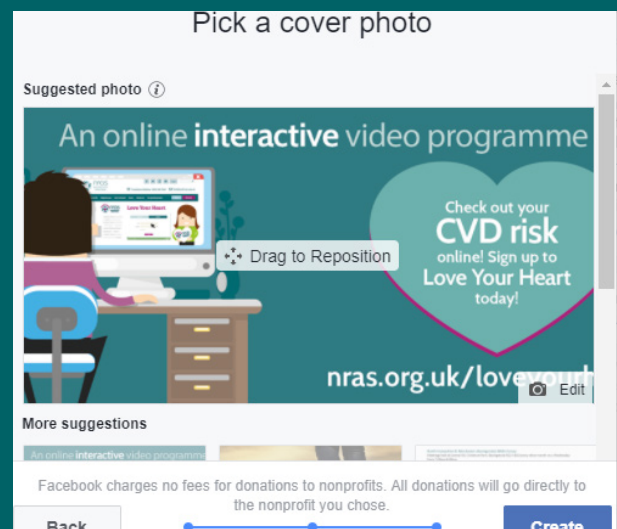 Pick a cover photo
Suggested photo
An online interactive video programme
Love Your Heart
Check out your
CVD risk
online! Sign up to
Love Your Heart
today!
Drag to Reposition
nras.org.uk/loveyourh
Edit
More suggestions
An online interactive video programme
Facebook charges no fees for donations to nonprofits. All donations will go directly to
the nonprofit you chose.
Back
Create